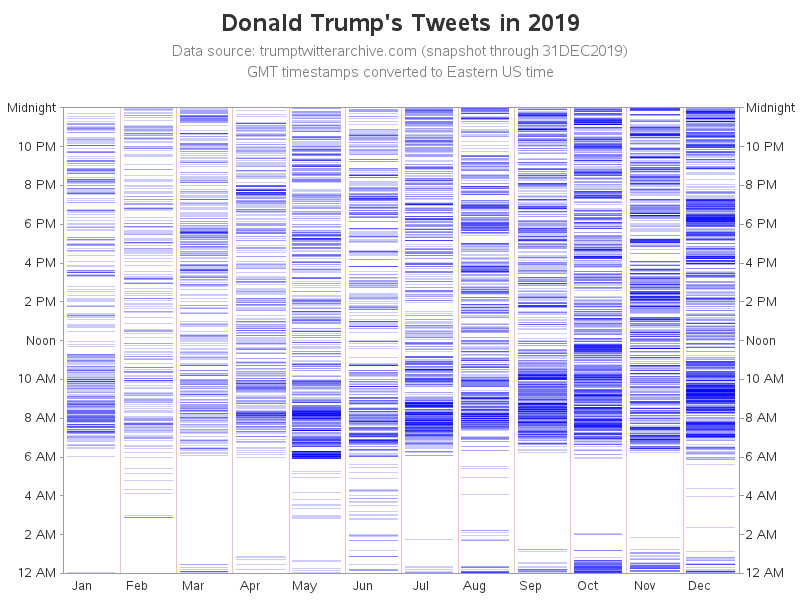 Donald Trump's Tweets in 2019
Data source: trumptwitterarchive.com (snapshot through 31DEC2019)
GMT timestamps converted to Eastern US time
Midnight Midnight
10 PM 10 PM
8 PM 8 PM
6 PM 6 PM
4 PM 4 PM
2 PM 2 PM
Noon Noon
10 AM 10 AM
8 AM 8 AM
6 AM 6 AM
4 AM 4 AM
2 AM 2 AM
12 AM 12 AM
Jan Feb Mar Apr May Jun Jul Aug Sep Oct Nov Dec